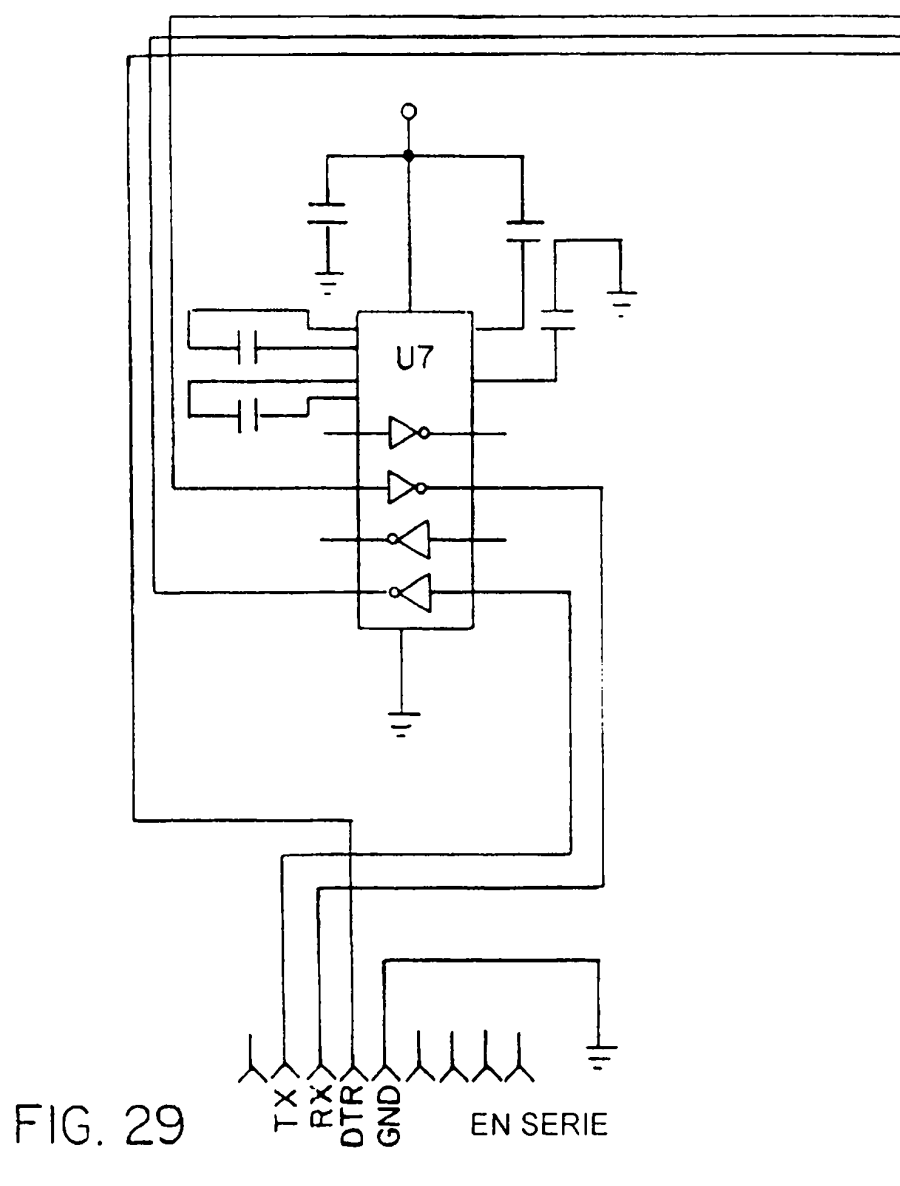 U7
TX
RX
DTR
GND
EN SERIE
FIG. 29